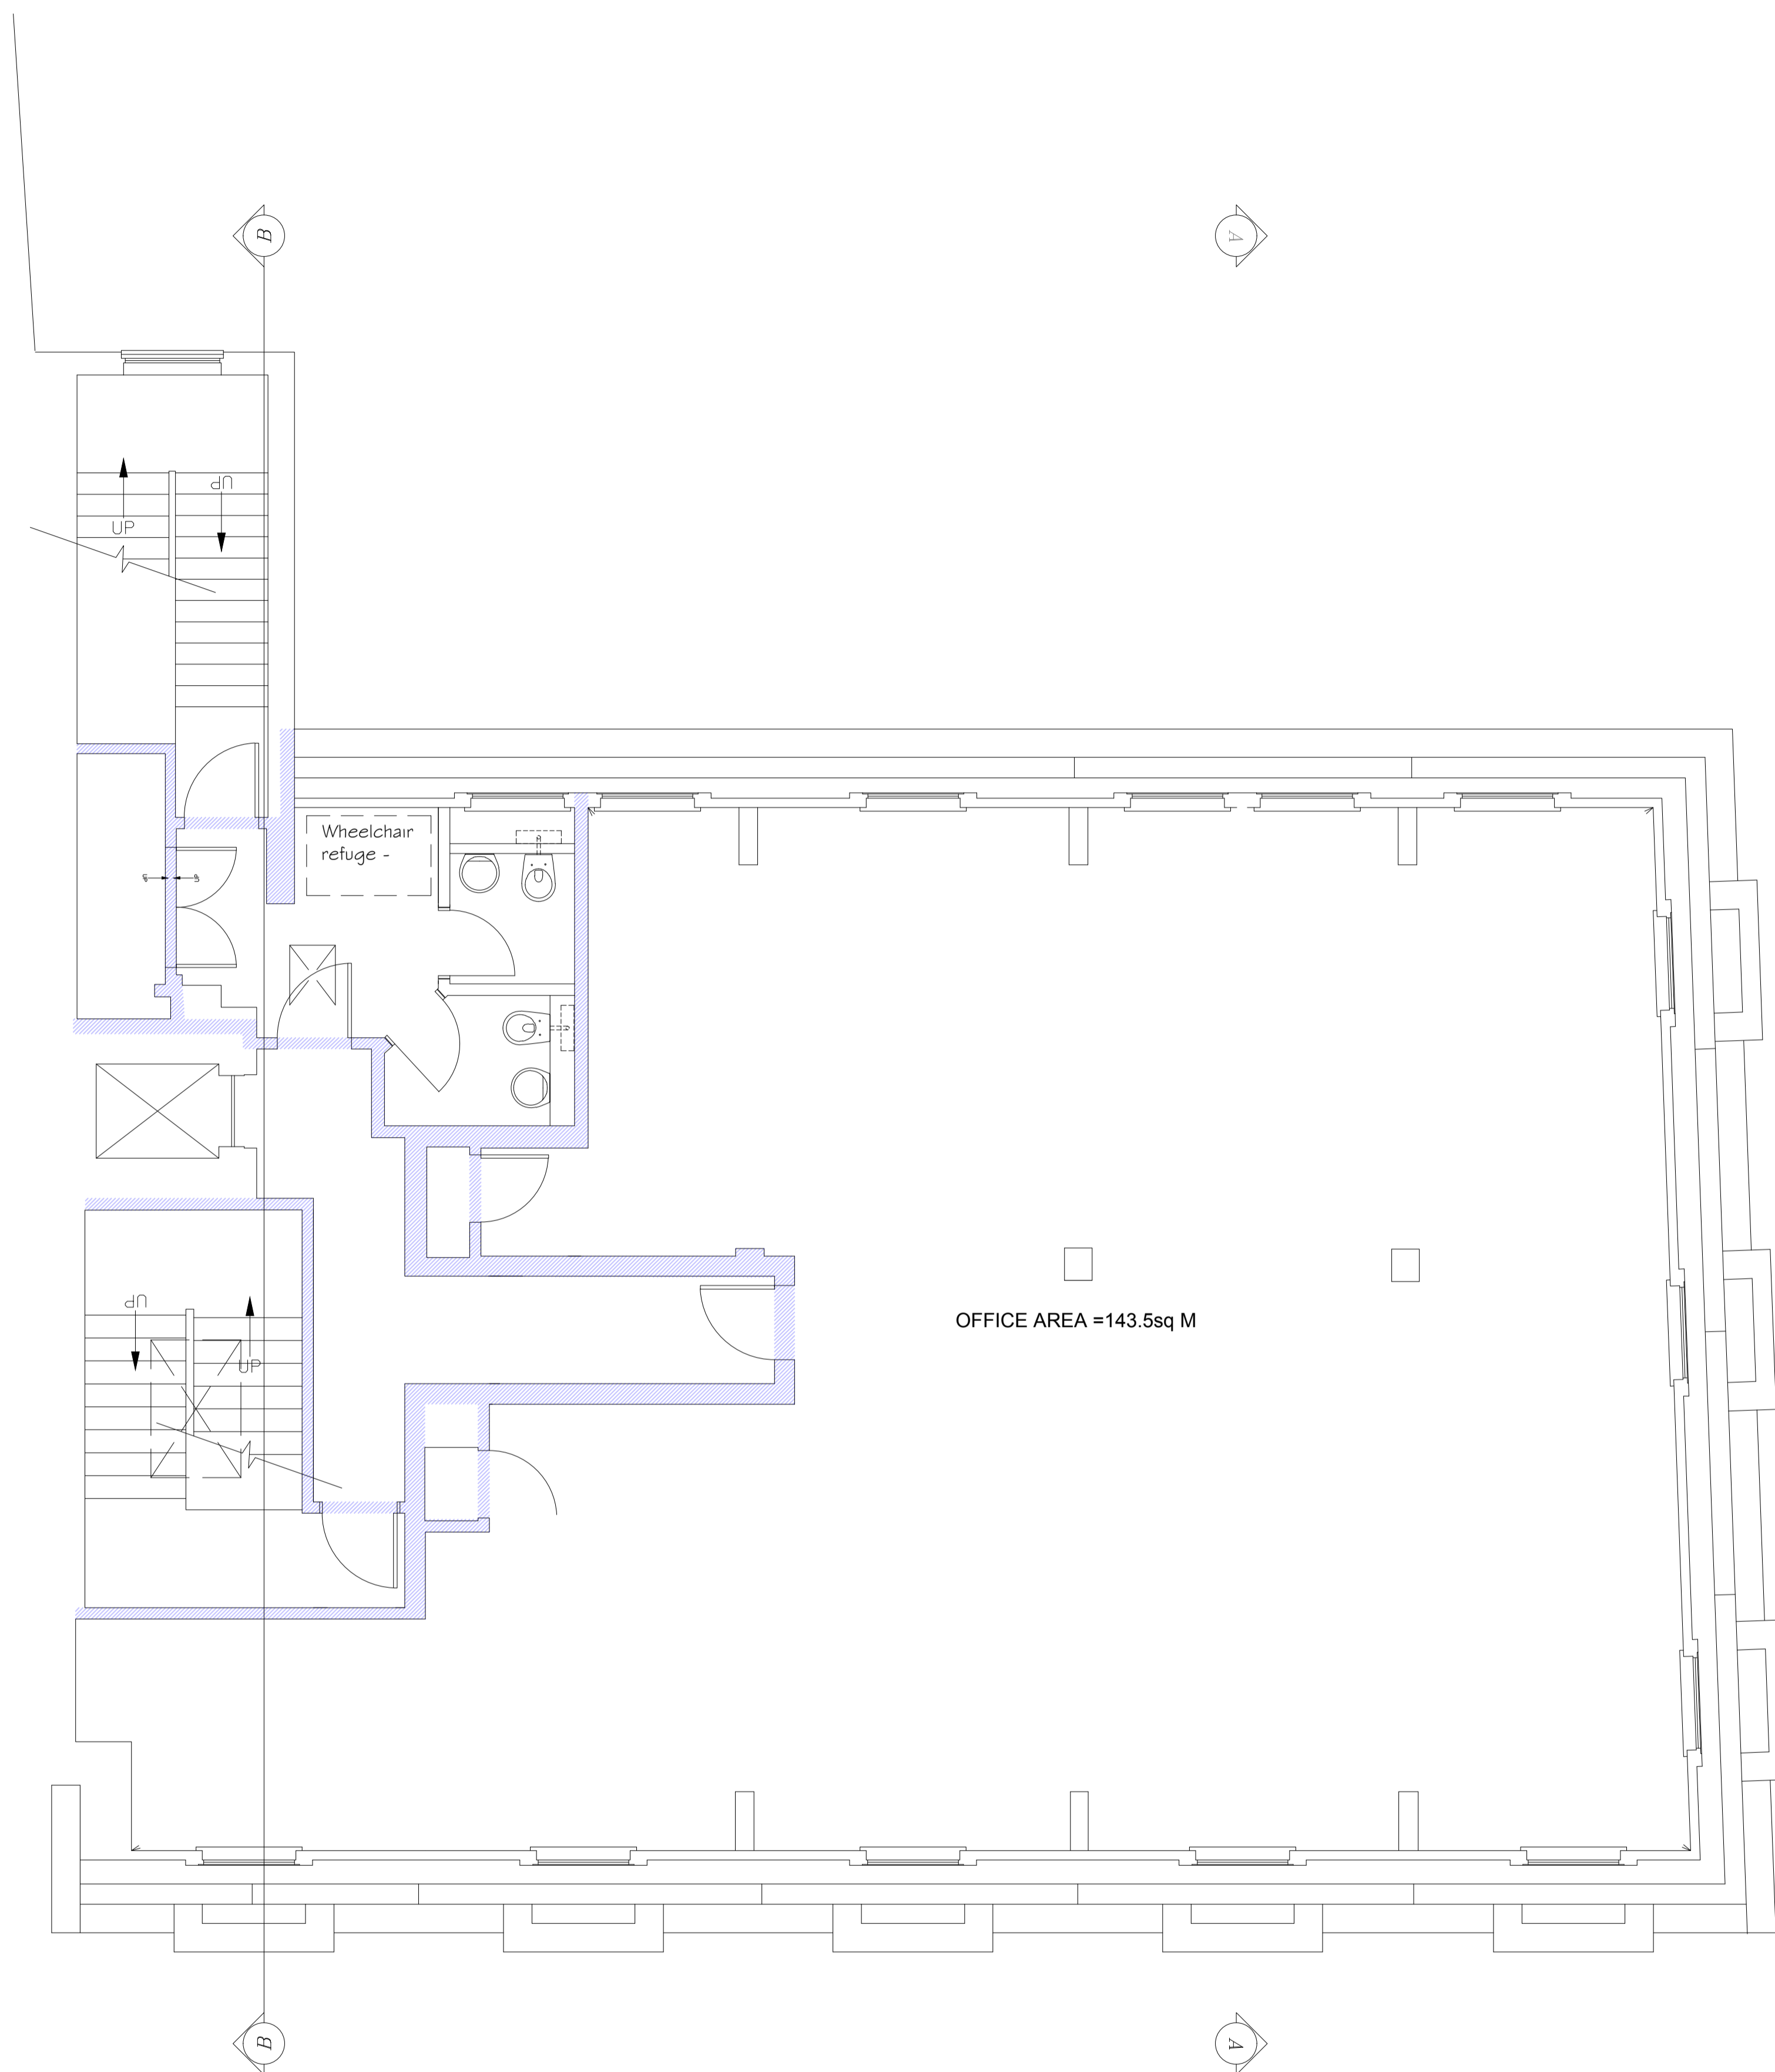 B
A
UP
UP
Wheelchair
refuge -
OFFICE AREA =143.5sq M
UP
UP
B
A